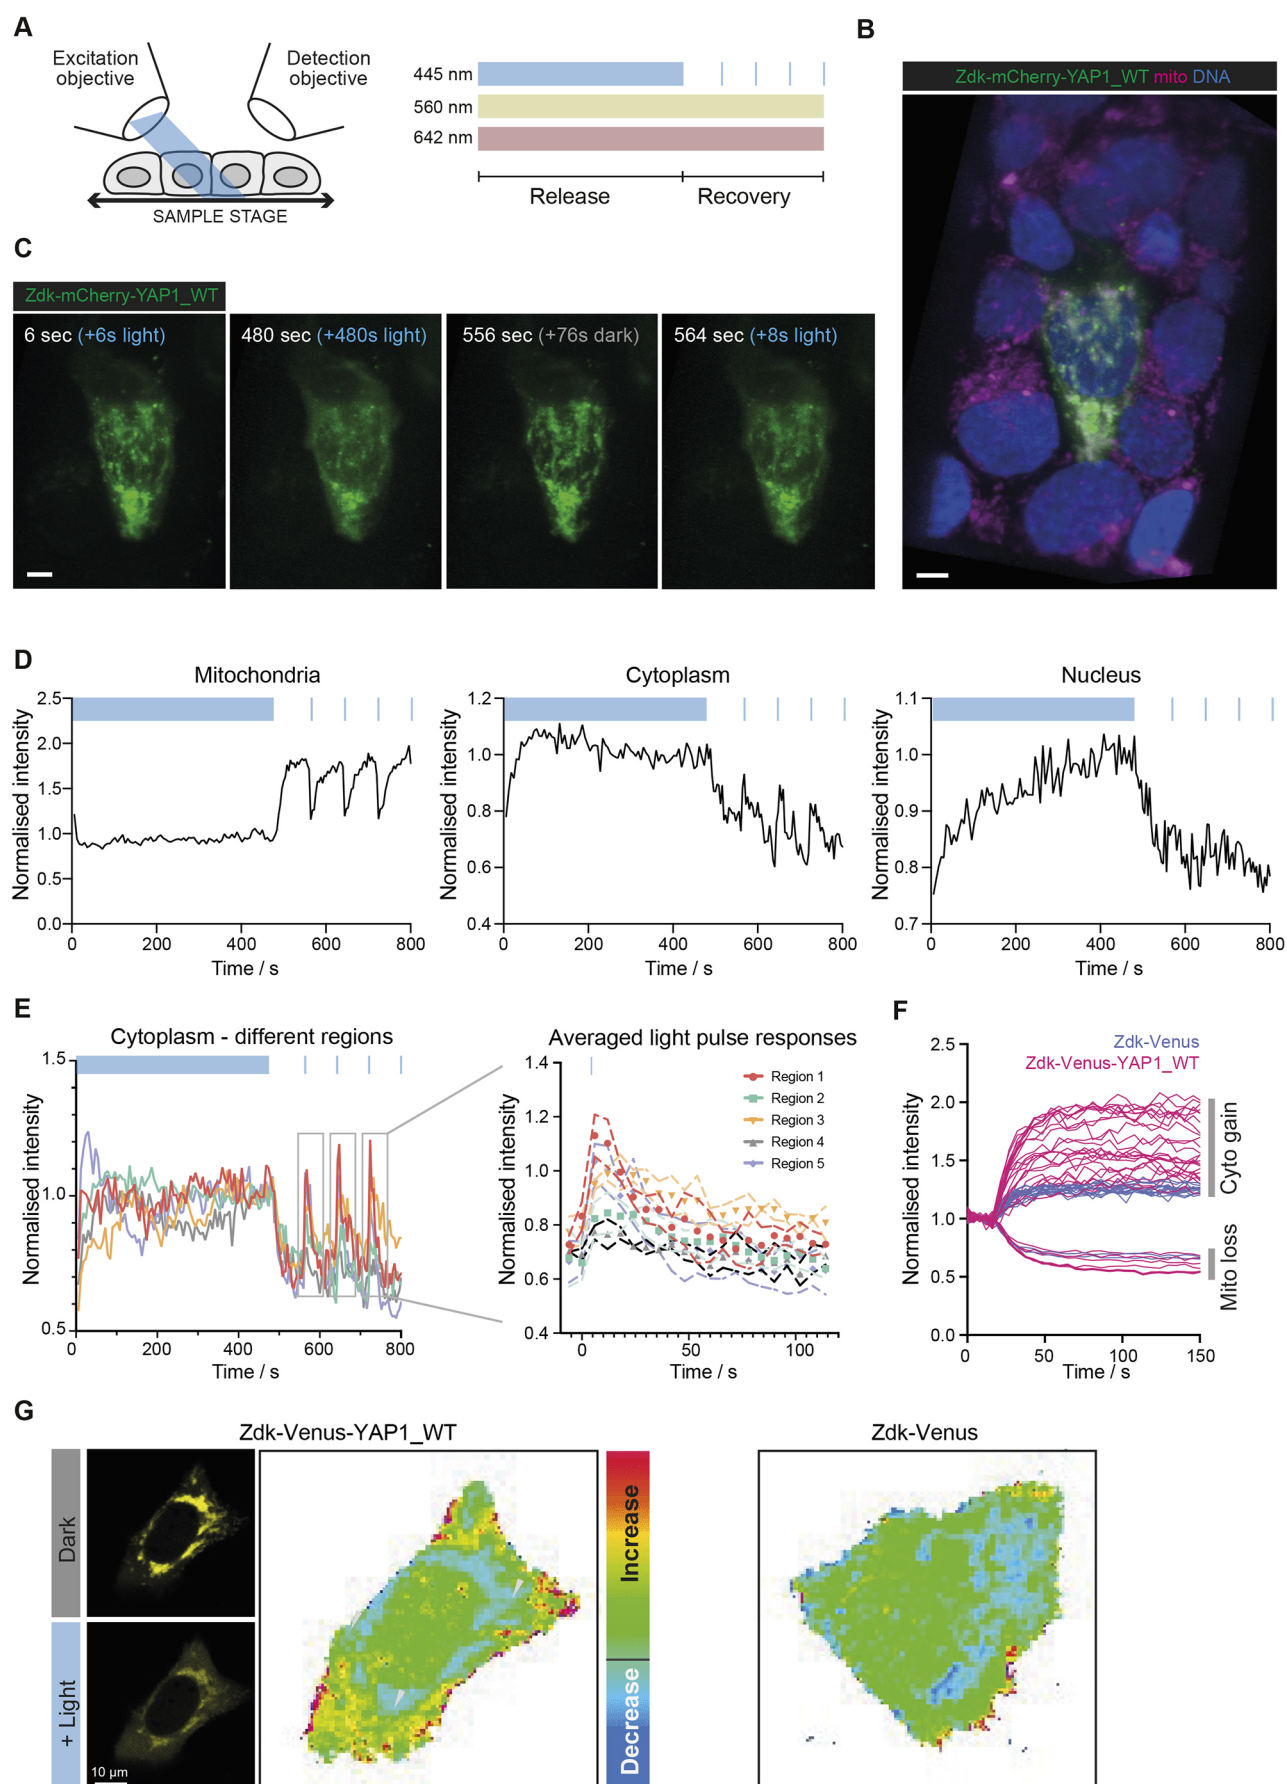 A
Excitation
objective
Detection
objective
SAMPLE STAGE
445 nm
560 nm
642 nm
Release
Recovery
B
Zdk-mCherry-YAP1_WT mito DNA
C
Zdk-mCherry-YAP1_WT
6 sec (+6s light)
480 sec (+480s light)
556 sec (+76s dark)
564 sec (+8s light)
D
Mitochondria
Normalised intensity
2.5
2.0
1.5
1.0
0.5
0.0
0
200
400
600
800
Time / s
Cytoplasm
Normalised intensity
1.2
1.0
0.8
0.6
0.4
0
200
400
600
800
Time / s
Nucleus
Normalised intensity
1.1
1.0
0.9
0.8
0.7
0
200
400
600
800
Time / s
E
Cytoplasm - different regions
Normalised intensity
1.5
1.0
0.5
0
200
400
600
800
Time / s
Averaged light pulse responses
Normalised intensity
1.4
1.2
1.0
0.8
0.6
0.4
0
50
100
Time / s
Region 1
Region 2
Region 3
Region 4
Region 5
F
Zdk-Venus
Zdk-Venus-YAP1_WT
Normalised intensity
2.5
2.0
1.5
1.0
0.5
0.0
0
50
100
150
Time / s
Cyto gain
Mito loss
G
Zdk-Venus-YAP1_WT
Dark
+ Light
10 µm
Increase
Decrease
Zdk-Venus